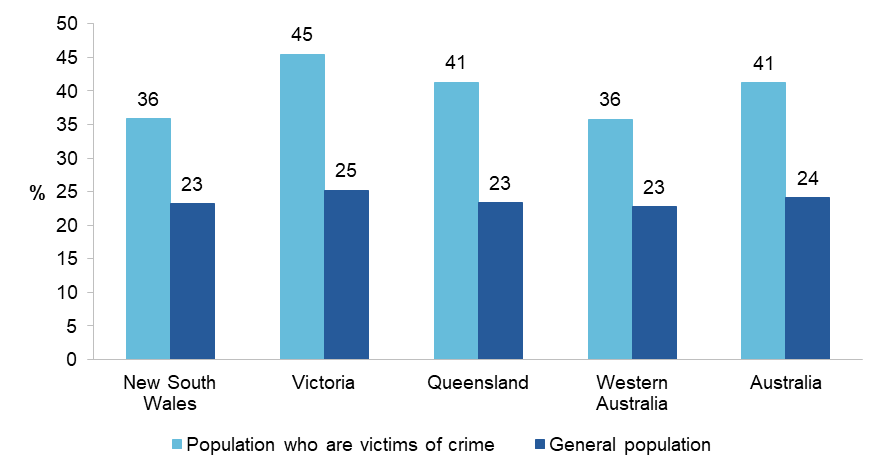 50
45
40
35
30
25
20
15
10
5
0
%
36
23
45
25
41
23
36
23
41
24
New South
Wales
Victoria
Queensland
Western
Australia
Australia
Population who are victims of crime
General population